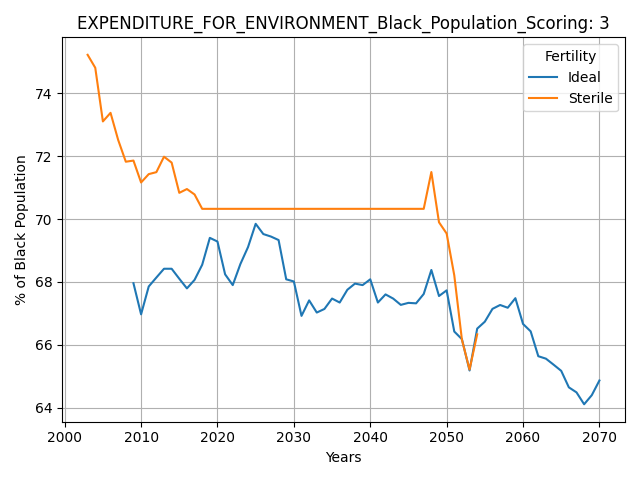 EXPENDITURE_FOR_ENVIRONMENT_Black_Population_Scoring: 3
Fertility
Ideal
Sterile
% of Black Population
74
72
70
68
66
64
2000
2010
2020
2030
2040
2050
2060
2070
Years